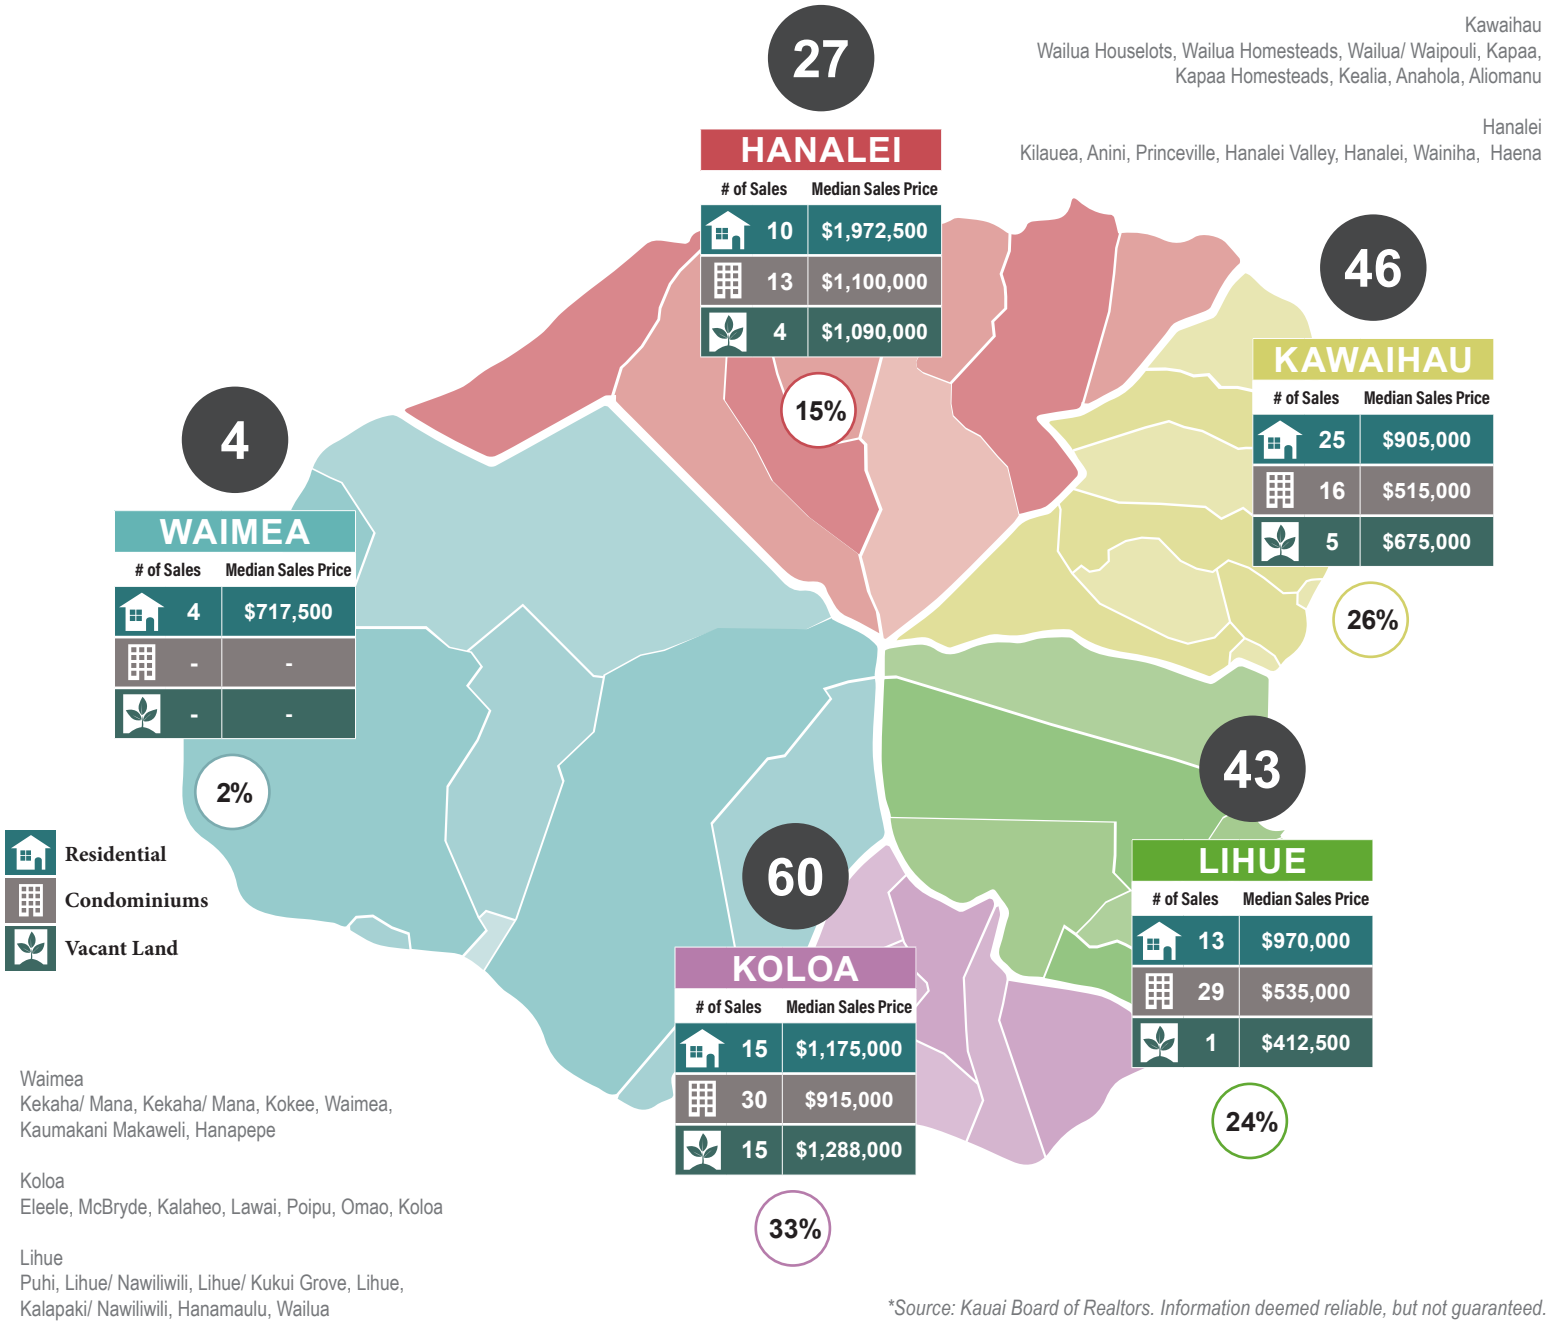 Kawaihau
Wailua Houselots, Wailua Homesteads, Wailua/ Waipouli, Kapaa,
Kapaa Homesteads, Kealia, Anahola, Aliomanu
Hanalei
Kilauea, Anini, Princeville, Hanalei Valley, Hanalei, Wainiha, Haena
27
HANALEI
# of Sales Median Sales Price
10 $1,972,500
13 $1,100,000
4 $1,090,000
15%
46
KAWAIHAU
# of Sales Median Sales Price
25 $905,000
16 $515,000
5 $675,000
26%
4
WAIMEA
# of Sales Median Sales Price
4 $717,500
- -
- -
2%
43
LIHUE
# of Sales Median Sales Price
13 $970,000
29 $535,000
1 $412,500
24%
60
KOLOA
# of Sales Median Sales Price
15 $1,175,000
30 $915,000
15 $1,288,000
33%
Residential
Condominiums
Vacant Land
Waimea
Kekaha/ Mana, Kekaha/ Mana, Kokee, Waimea,
Kaumakani Makaweli, Hanapepe
Koloa
Eleele, McBryde, Kalaheo, Lawai, Poipu, Omao, Koloa
Lihue
Puhi, Lihue/ Nawiliwili, Lihue/ Kukui Grove, Lihue,
Kalapaki/ Nawiliwili, Hanamaulu, Wailua
*Source: Kauai Board of Realtors. Information deemed reliable, but not guaranteed.